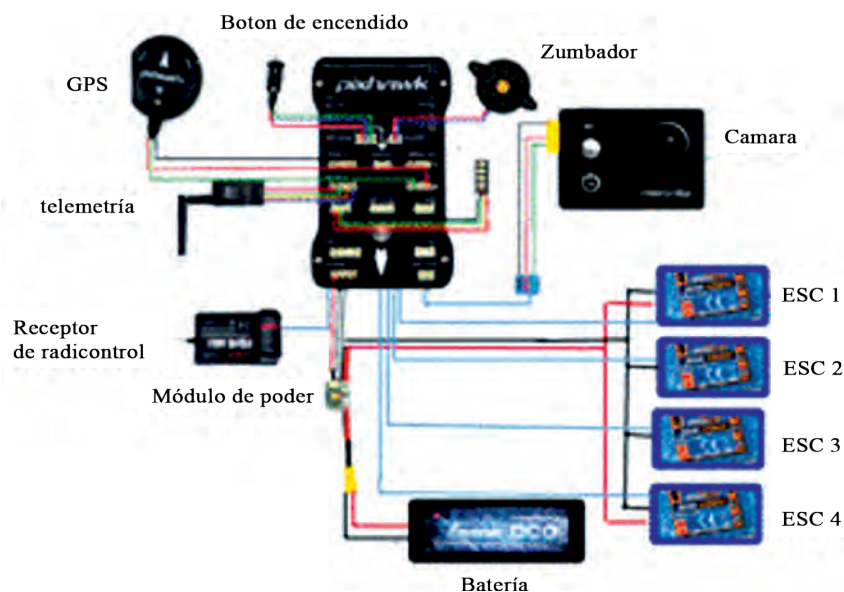 Boton de encendido
Zumbador
GPS
pixhawk
Camara
telemetría
ESC 1
Receptor
de radicontrol
ESC 2
Módulo de poder
ESC 3
ESC 4
Batería